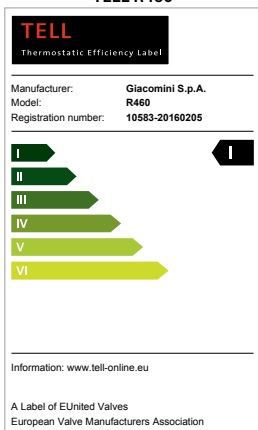 TELL
Thermostatic Efficiency Label
Manufacturer: Giacomini S.p.A.
Model: R460
Registration number: 10583-20160205
I I
II
III
IV
V
VI
Information: www.tell-online.eu
A Label of EUnited Valves
European Valve Manufacturers Association